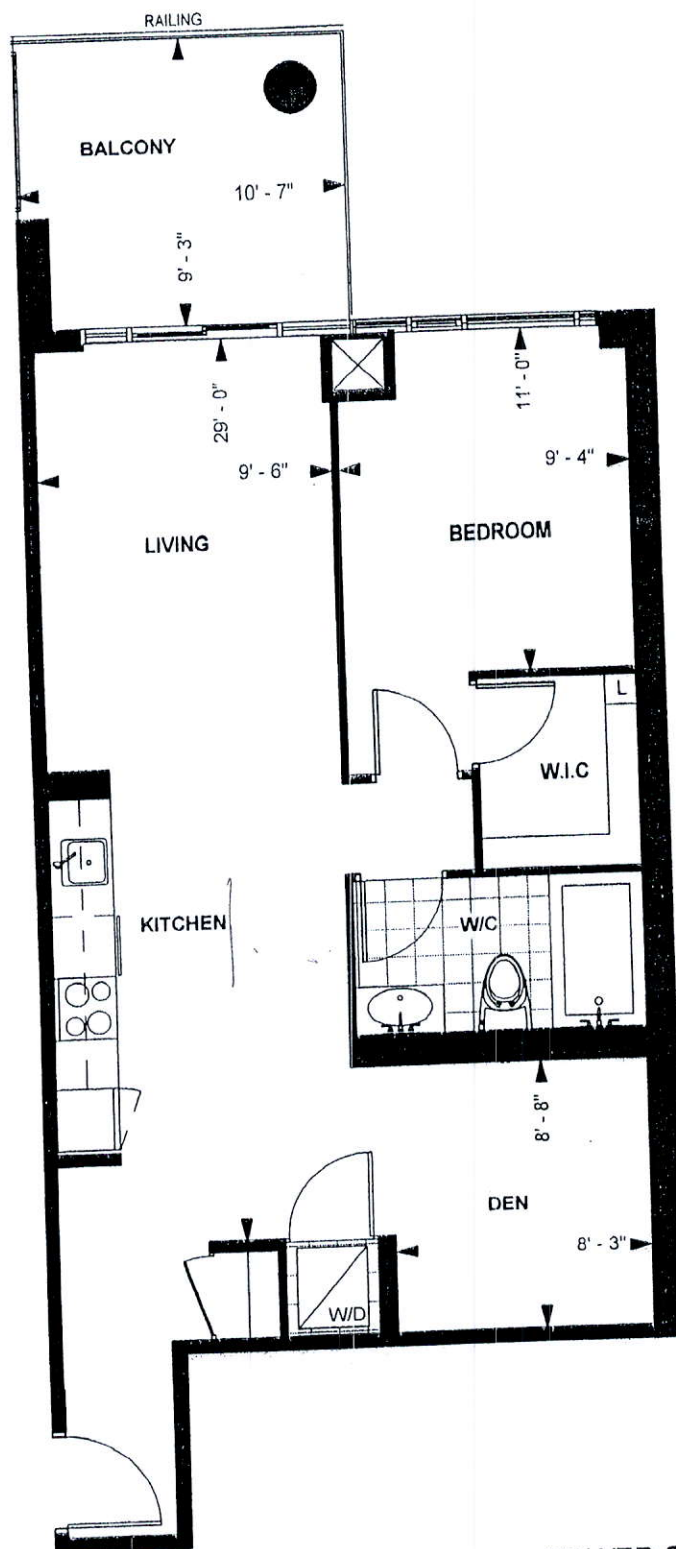 RAILING
BALCONY
10' - 7"
9' - 3"
29' - 0"
11' - 0"
9' - 6"
9' - 4"
LIVING
BEDROOM
L
W.I.C
KITCHEN
W/C
8' - 8"
DEN
8' - 3"
W/D